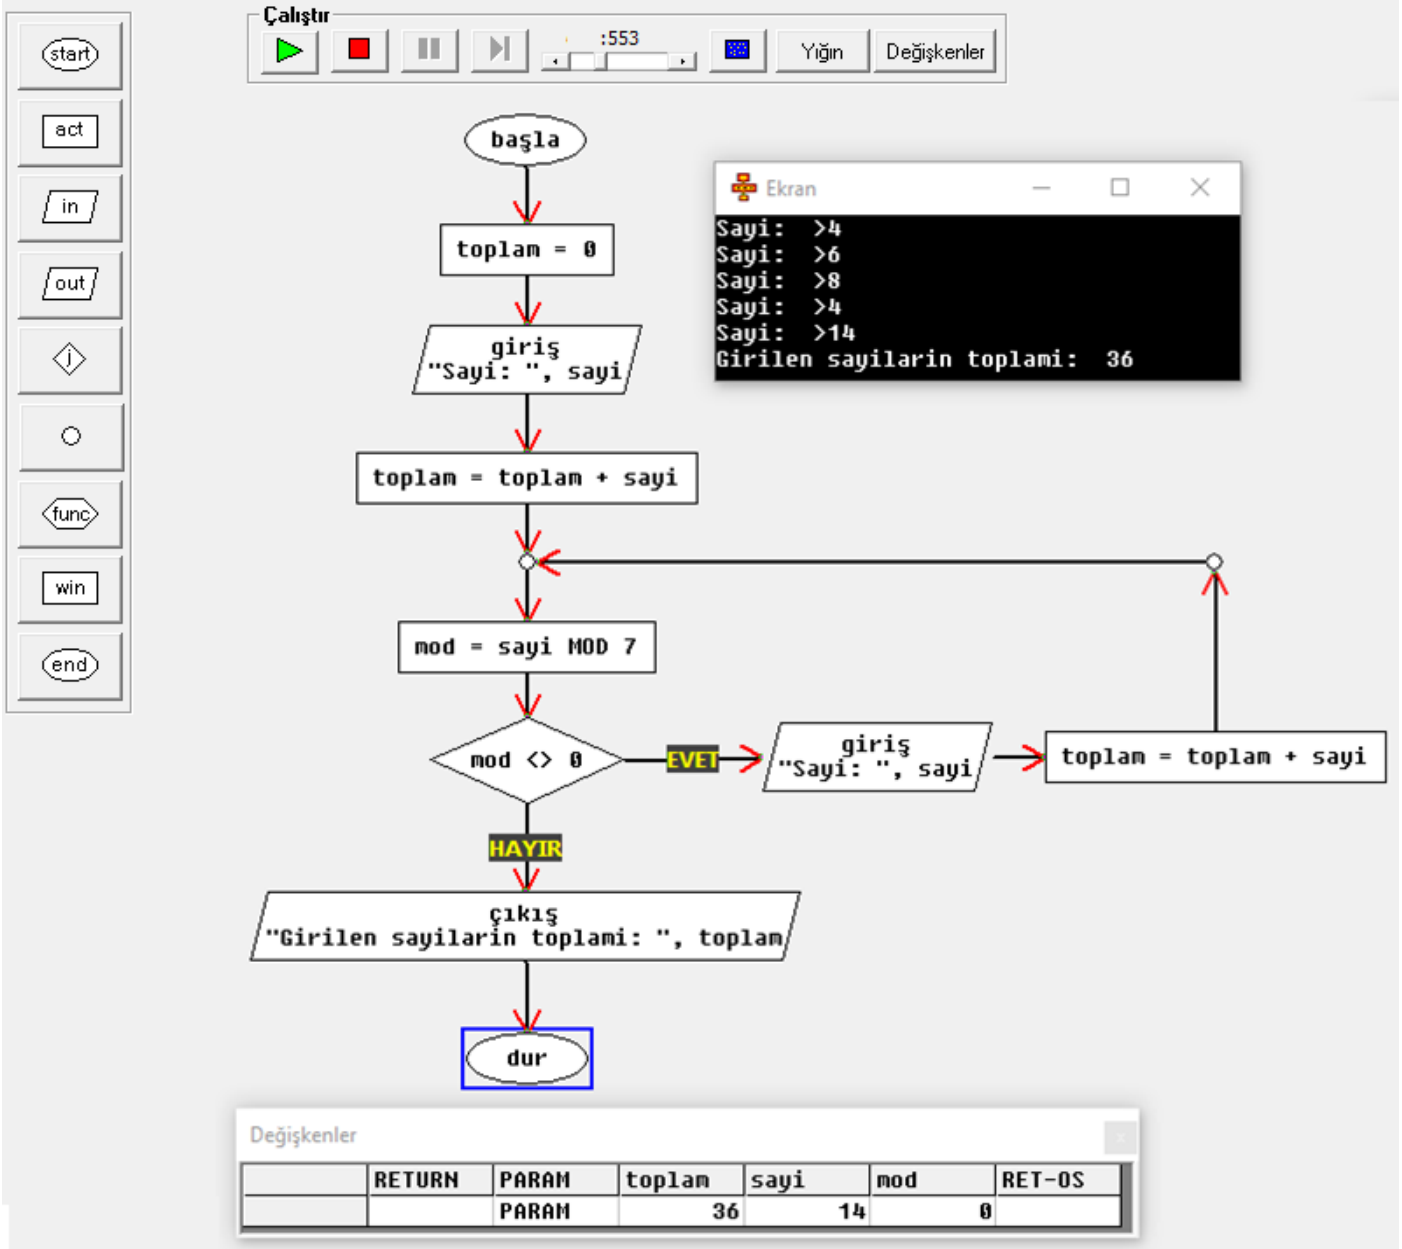 Çalıştır
:553
Yığın
Değişkenler
start
act
in
out
j
func
win
end
başla
toplam = 0
giriş
"Sayi: ", sayi
toplam = toplam + sayi
mod = sayi MOD 7
mod <> 0
EVET
giriş
"Sayi: ", sayi
toplam = toplam + sayi
HAYIR
çıkış
"Girilen sayilarin toplami: ", toplam
dur
Ekran
Sayi:  >4
Sayi:  >6
Sayi:  >8
Sayi:  >4
Sayi:  >14
Girilen sayilarin toplami:  36
Değişkenler
x
RETURN PARAM toplam sayi mod RET-OS
PARAM 36 14 0